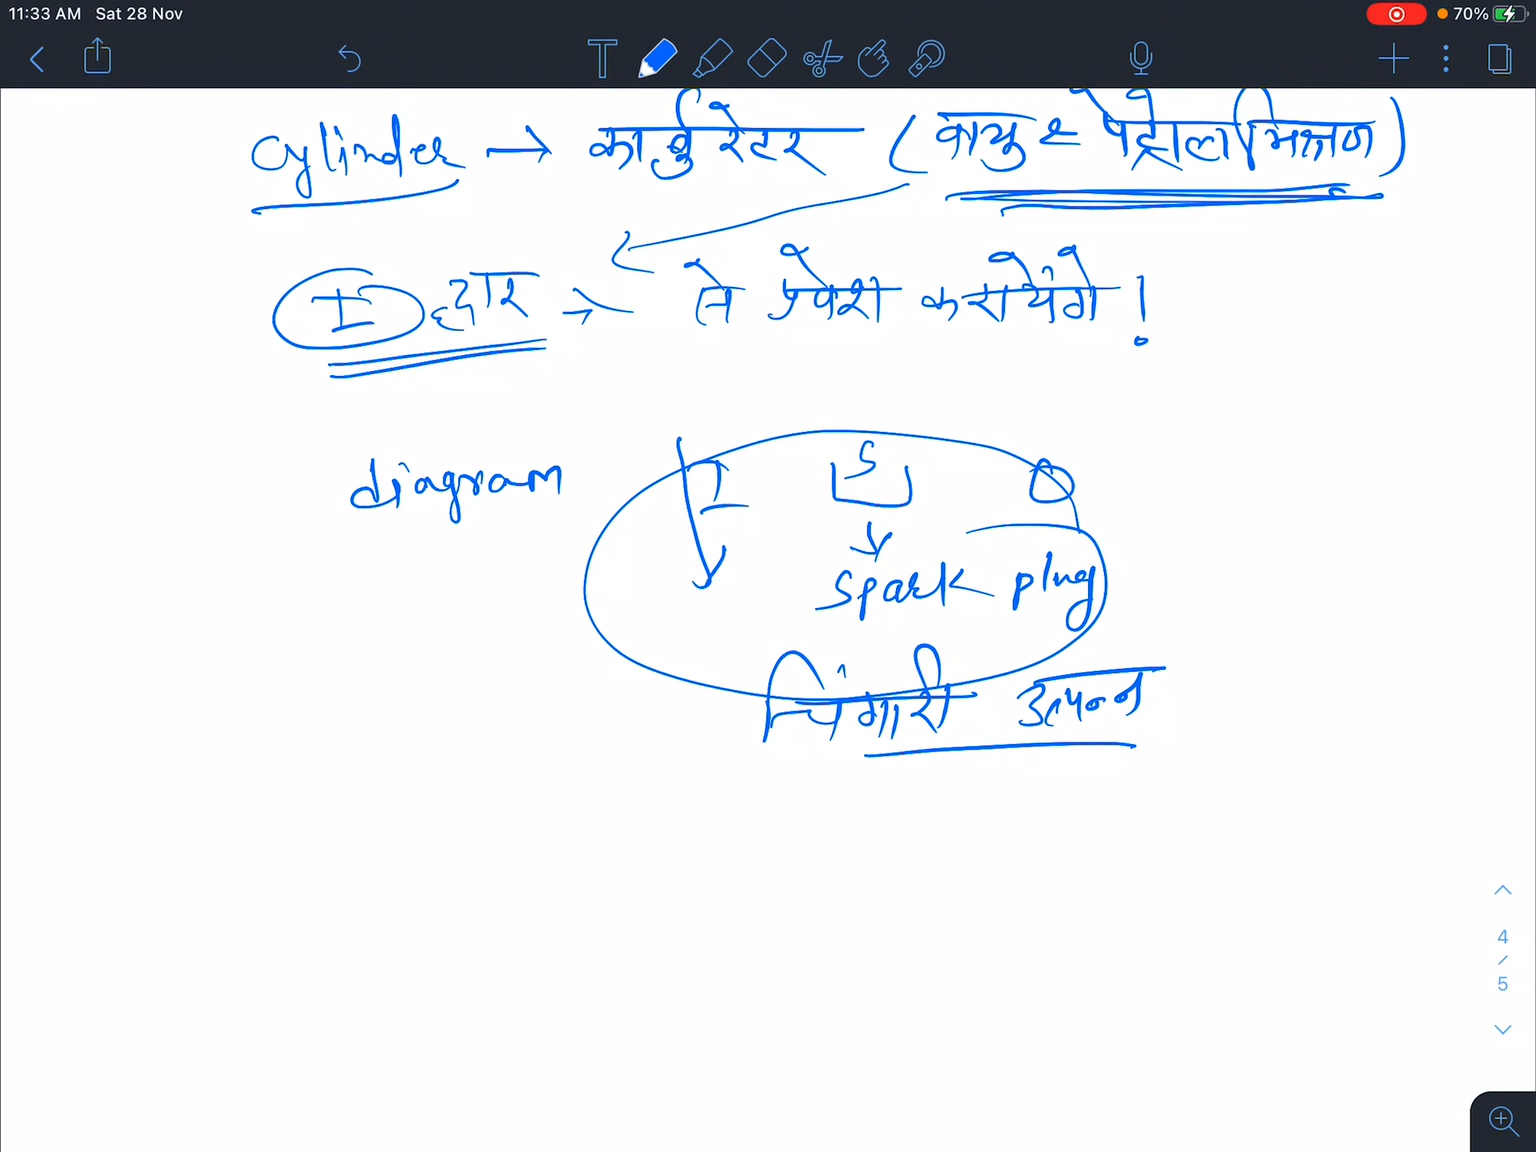 11:33 AM Sat 28 Nov
70%
cylinder → कार्बुरेटर (वायु & पेट्रोल मिश्रण)
I द्वार → से प्रवेश करायेंगे !
diagram I S O
spark plug
चिंगारी उत्पन्न
4
/
5